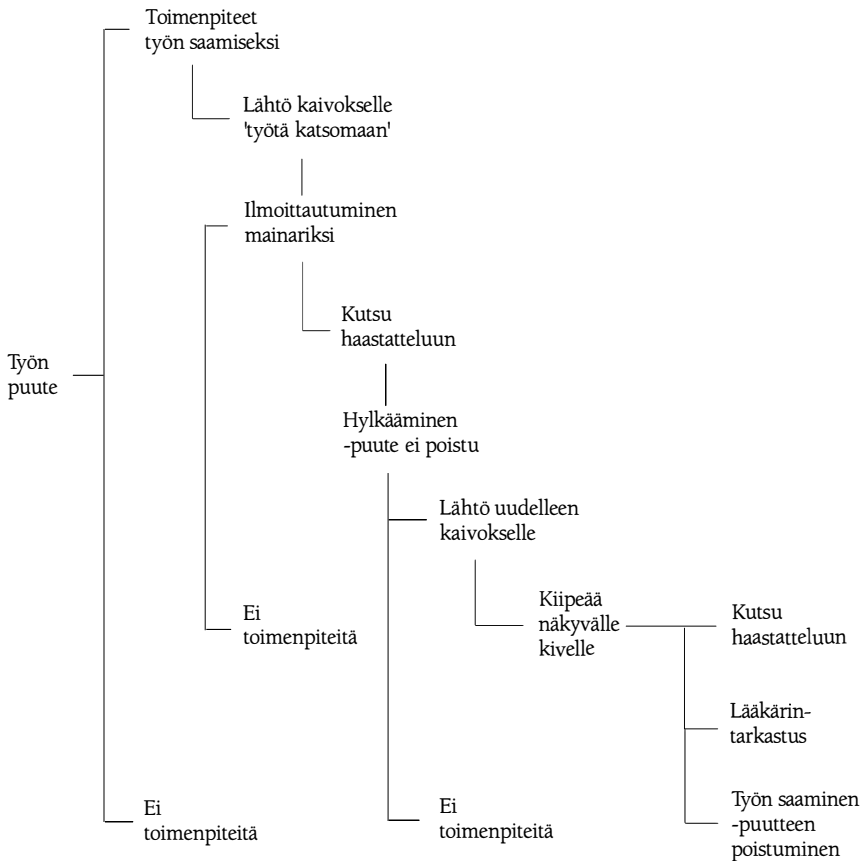 Toimenpiteet
työn saamiseksi
Lähtö kaivokselle
'työtä katsomaan'
Ilmoittautuminen
mainariksi
Kutsu
haastatteluun
Työn
puute
Hylkääminen
-puute ei poistu
Lähtö uudelleen
kaivokselle
Ei
toimenpiteitä
Kiipeää
näkyvälle
kivelle
Kutsu
haastatteluun
Lääkärin-
tarkastus
Ei
toimenpiteitä
Ei
toimenpiteitä
Työn saaminen
-puutteen
poistuminen